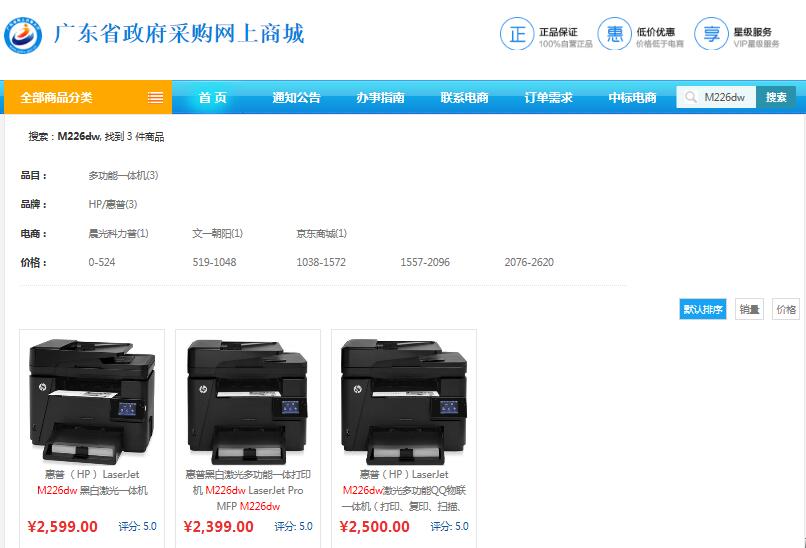 广东省政府采购网上商城
正 正品保证
100%自营正品
惠 低价优惠
价格低于电商
享 星级服务
VIP星级服务
全部商品分类 首 页 通知公告 办事指南 联系电商 订单需求 中标电商 M226dw 搜索
搜索：M226dw, 找到 3 件商品
品目： 多功能一体机(3)
品牌： HP/惠普(3)
电商： 晨光科力普(1) 文一朝阳(1) 京东商城(1)
价格： 0-524 519-1048 1038-1572 1557-2096 2076-2620
默认排序 销量 价格
惠普 （HP） LaserJet
M226dw 黑白激光一体机
¥2,599.00 评分: 5.0
惠普黑白激光多功能一体打印
机 M226dw LaserJet Pro
MFP M226dw
¥2,399.00 评分: 5.0
惠普（HP）LaserJet
M226dw激光多功能QQ物联
一体机（打印、复印、扫描、
¥2,500.00 评分: 5.0